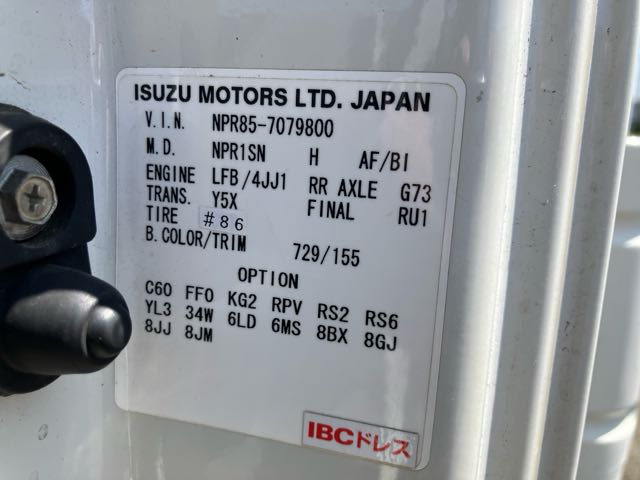 ISUZU MOTORS LTD. JAPAN
V.I.N. NPR85-7079800
M.D. NPR1SN H AF/BI
ENGINE LFB/4JJ1 RR AXLE G73
TRANS. Y5X FINAL RU1
TIRE #86
B.COLOR/TRIM 729/155
OPTION
C60 FF0 KG2 RPV RS2 RS6
YL3 34W 6LD 6MS 8BX 8GJ
8JJ 8JM
IBCドレス